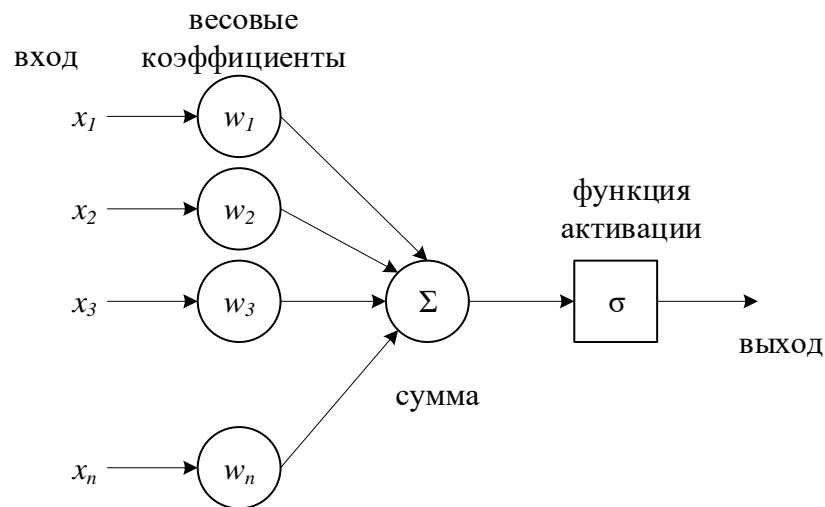 весовые
коэффициенты
вход
x1
w1
x2
w2
функция
активации
x3
w3
Σ
σ
выход
сумма
xn
wn